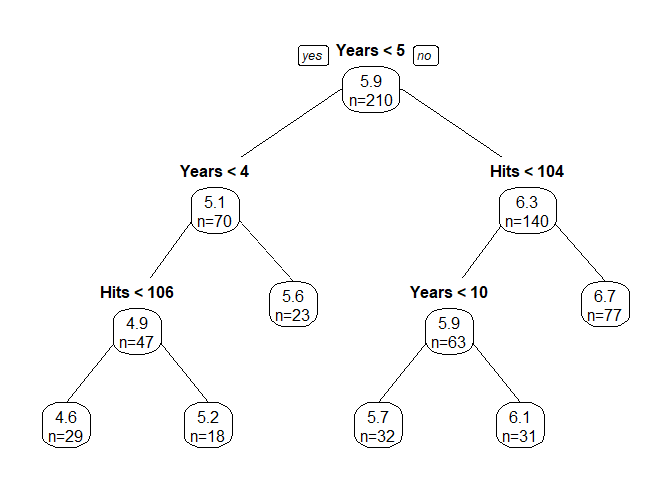 yes Years < 5 no
5.9
n=210
Years < 4 Hits < 104
5.1 6.3
n=70 n=140
Hits < 106 5.6 Years < 10 6.7
n=23 n=77
4.9 5.9
n=47 n=63
4.6 5.2 5.7 6.1
n=29 n=18 n=32 n=31